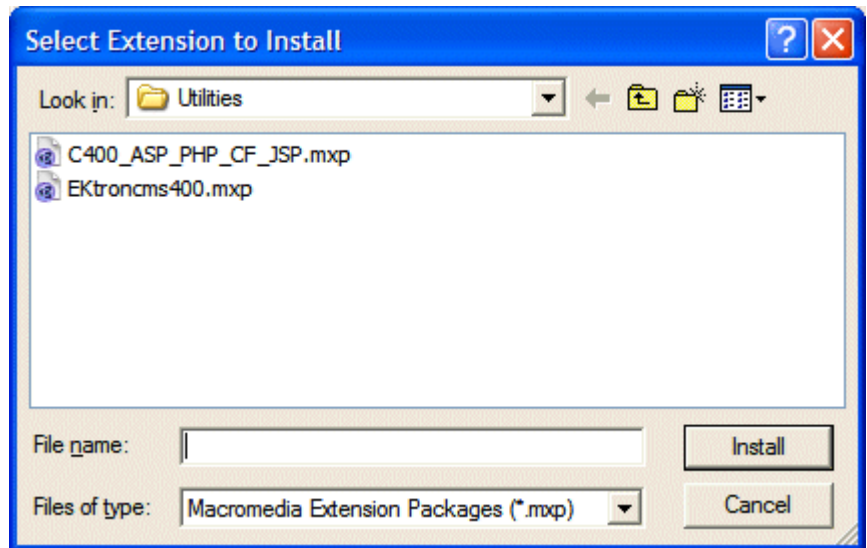 Select Extension to Install
Look in: Utilities
C400_ASP_PHP_CF_JSP.mxp
EKtroncms400.mxp
File name: Install
Files of type: Macromedia Extension Packages (*.mxp) Cancel